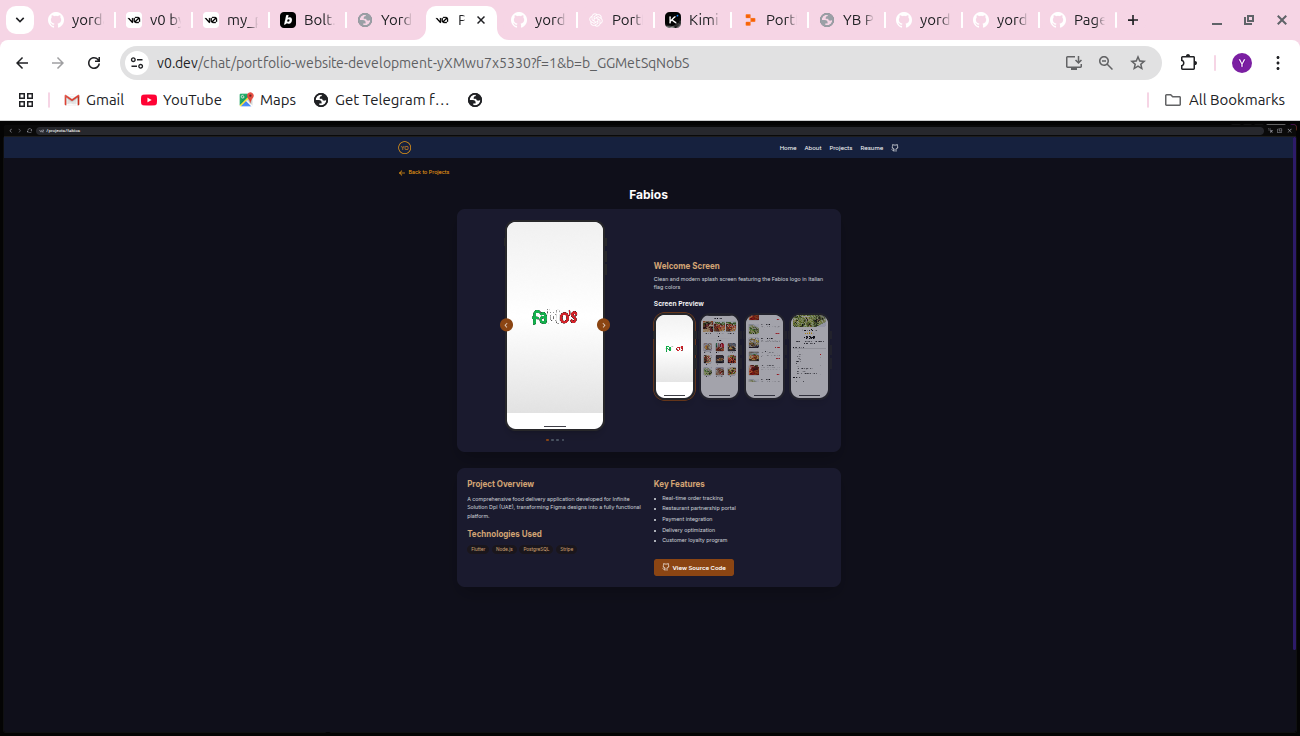 yord
v0 by
my_
Bolt.
Yord
P
yord
Port
Kimi
Port
YB P
yord
yord
Page
v0.dev/chat/portfolio-website-development-yXMwu7x5330?f=1&b=b_GGMetSqNobS
Y
Gmail
YouTube
Maps
Get Telegram f…
All Bookmarks
/projects/fabios
YO
Home
About
Projects
Resume
Back to Projects
Fabios
Welcome Screen
Clean and modern splash screen featuring the Fabios logo in Italian
flag colors
Screen Preview
Project Overview
A comprehensive food delivery application developed for Infinite
Solution Dpl (UAE), transforming Figma designs into a fully functional
platform.
Technologies Used
Flutter
Node.js
PostgreSQL
Stripe
Key Features
Real-time order tracking
Restaurant partnership portal
Payment integration
Delivery optimization
Customer loyalty program
View Source Code